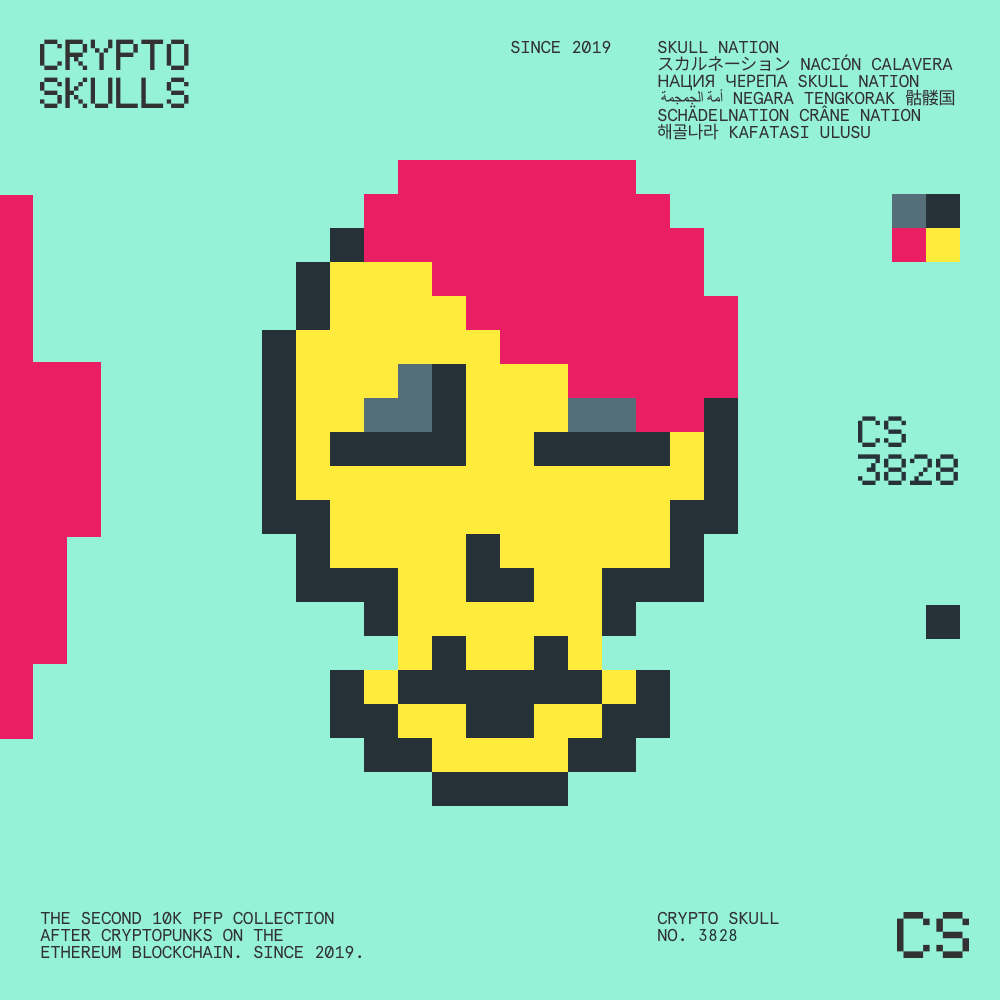 CRYPTO
SKULLS
SINCE 2019
SKULL NATION
スカルネーション NACIÓN CALAVERA
НАЦИЯ ЧЕРЕПА SKULL NATION
أمة الجمجمة NEGARA TENGKORAK 骷髅国
SCHÄDELNATION CRÂNE NATION
해골나라 KAFATASI ULUSU
CS
3828
THE SECOND 10K PFP COLLECTION
AFTER CRYPTOPUNKS ON THE
ETHEREUM BLOCKCHAIN. SINCE 2019.
CRYPTO SKULL
NO. 3828
CS